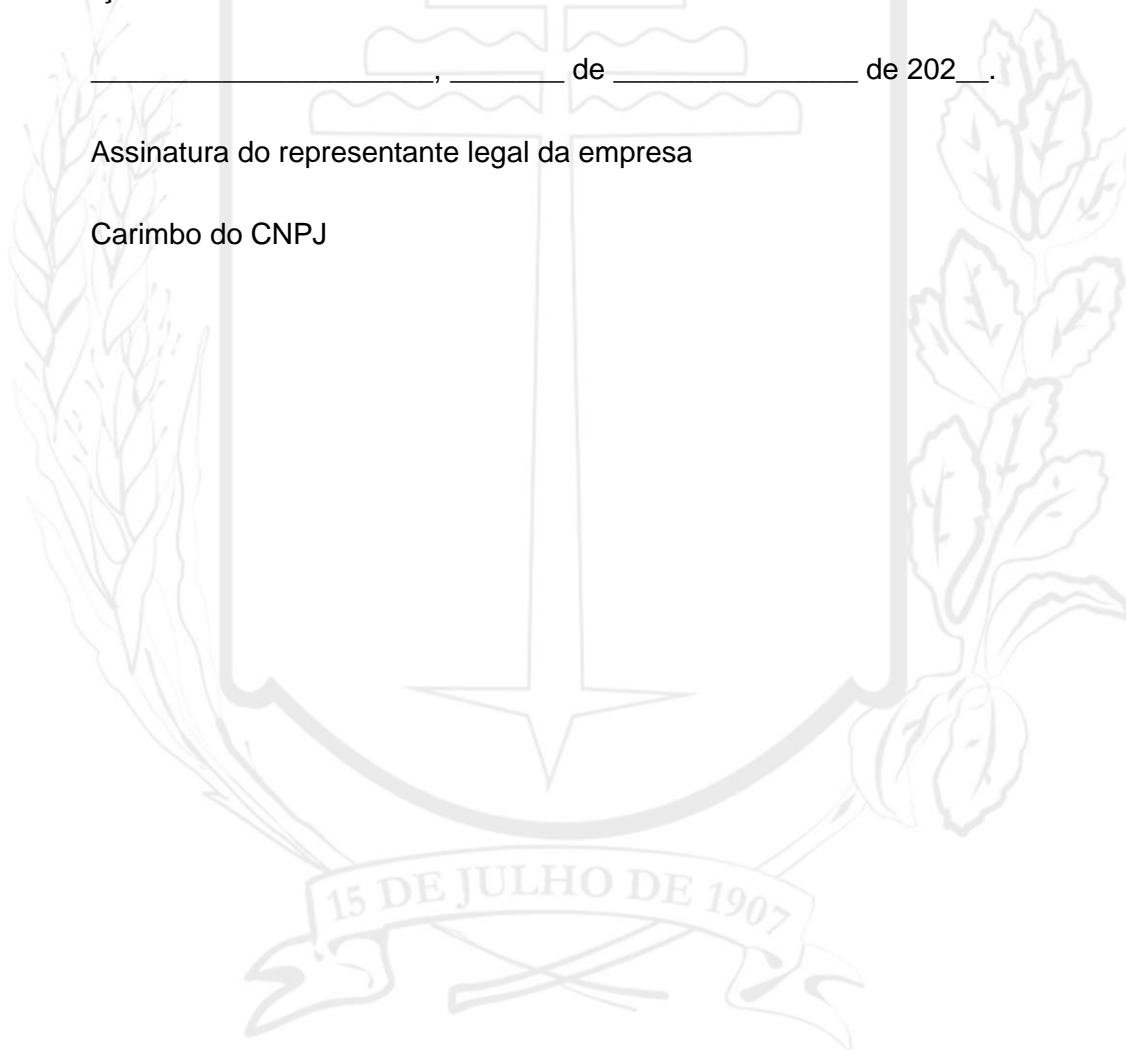 _____________________, _______ de _______________ de 202__.
Assinatura do representante legal da empresa
Carimbo do CNPJ
15 DE JULHO DE 1907